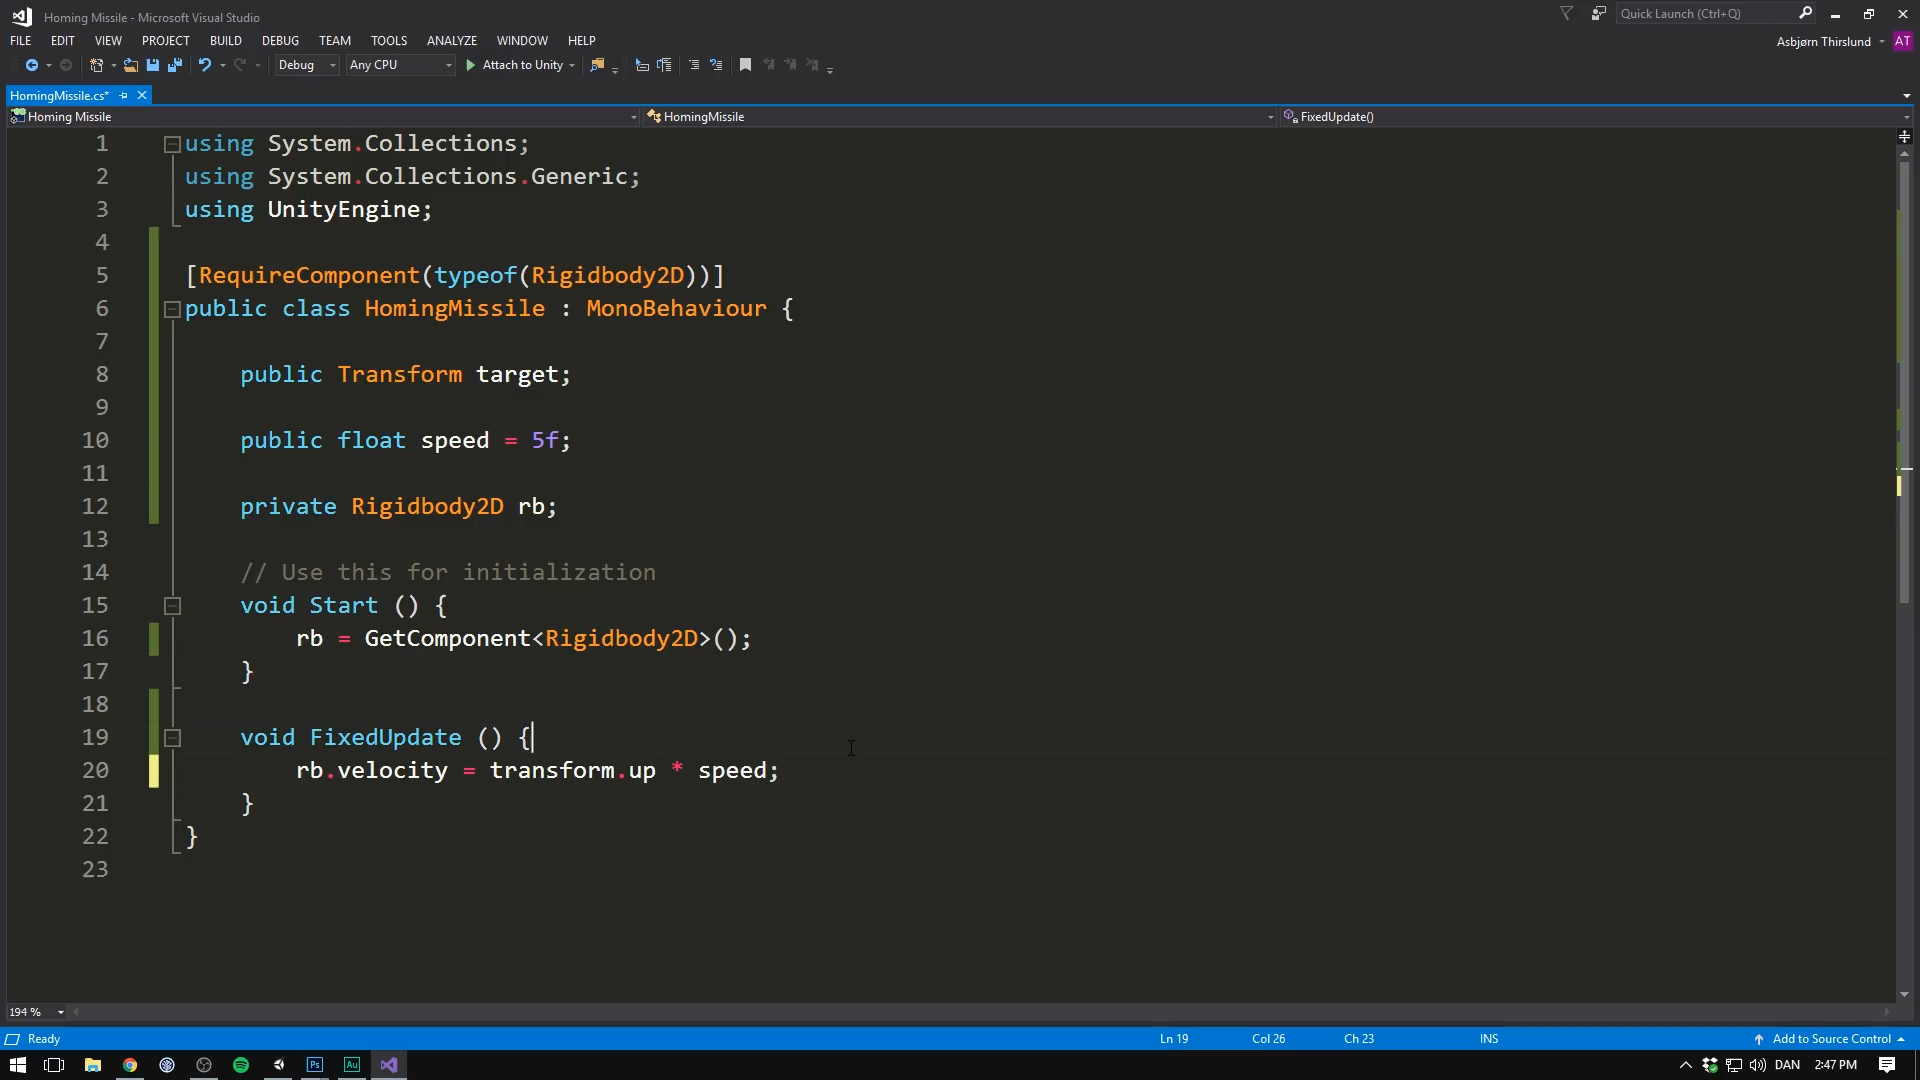 Homing Missile - Microsoft Visual Studio
Quick Launch (Ctrl+Q)
FILE EDIT VIEW PROJECT BUILD DEBUG TEAM TOOLS ANALYZE WINDOW HELP
Asbjørn Thirslund AT
Debug Any CPU Attach to Unity
HomingMissile.cs*
Homing Missile HomingMissile FixedUpdate()
1 using System.Collections;
2 using System.Collections.Generic;
3 using UnityEngine;
4
5 [RequireComponent(typeof(Rigidbody2D))]
6 public class HomingMissile : MonoBehaviour {
7
8 public Transform target;
9
10 public float speed = 5f;
11
12 private Rigidbody2D rb;
13
14 // Use this for initialization
15 void Start () {
16 rb = GetComponent<Rigidbody2D>();
17 }
18
19 void FixedUpdate () {
20 rb.velocity = transform.up * speed;
21 }
22 }
23
194 %
Ready Ln 19 Col 26 Ch 23 INS Add to Source Control
Ps Au DAN 2:47 PM